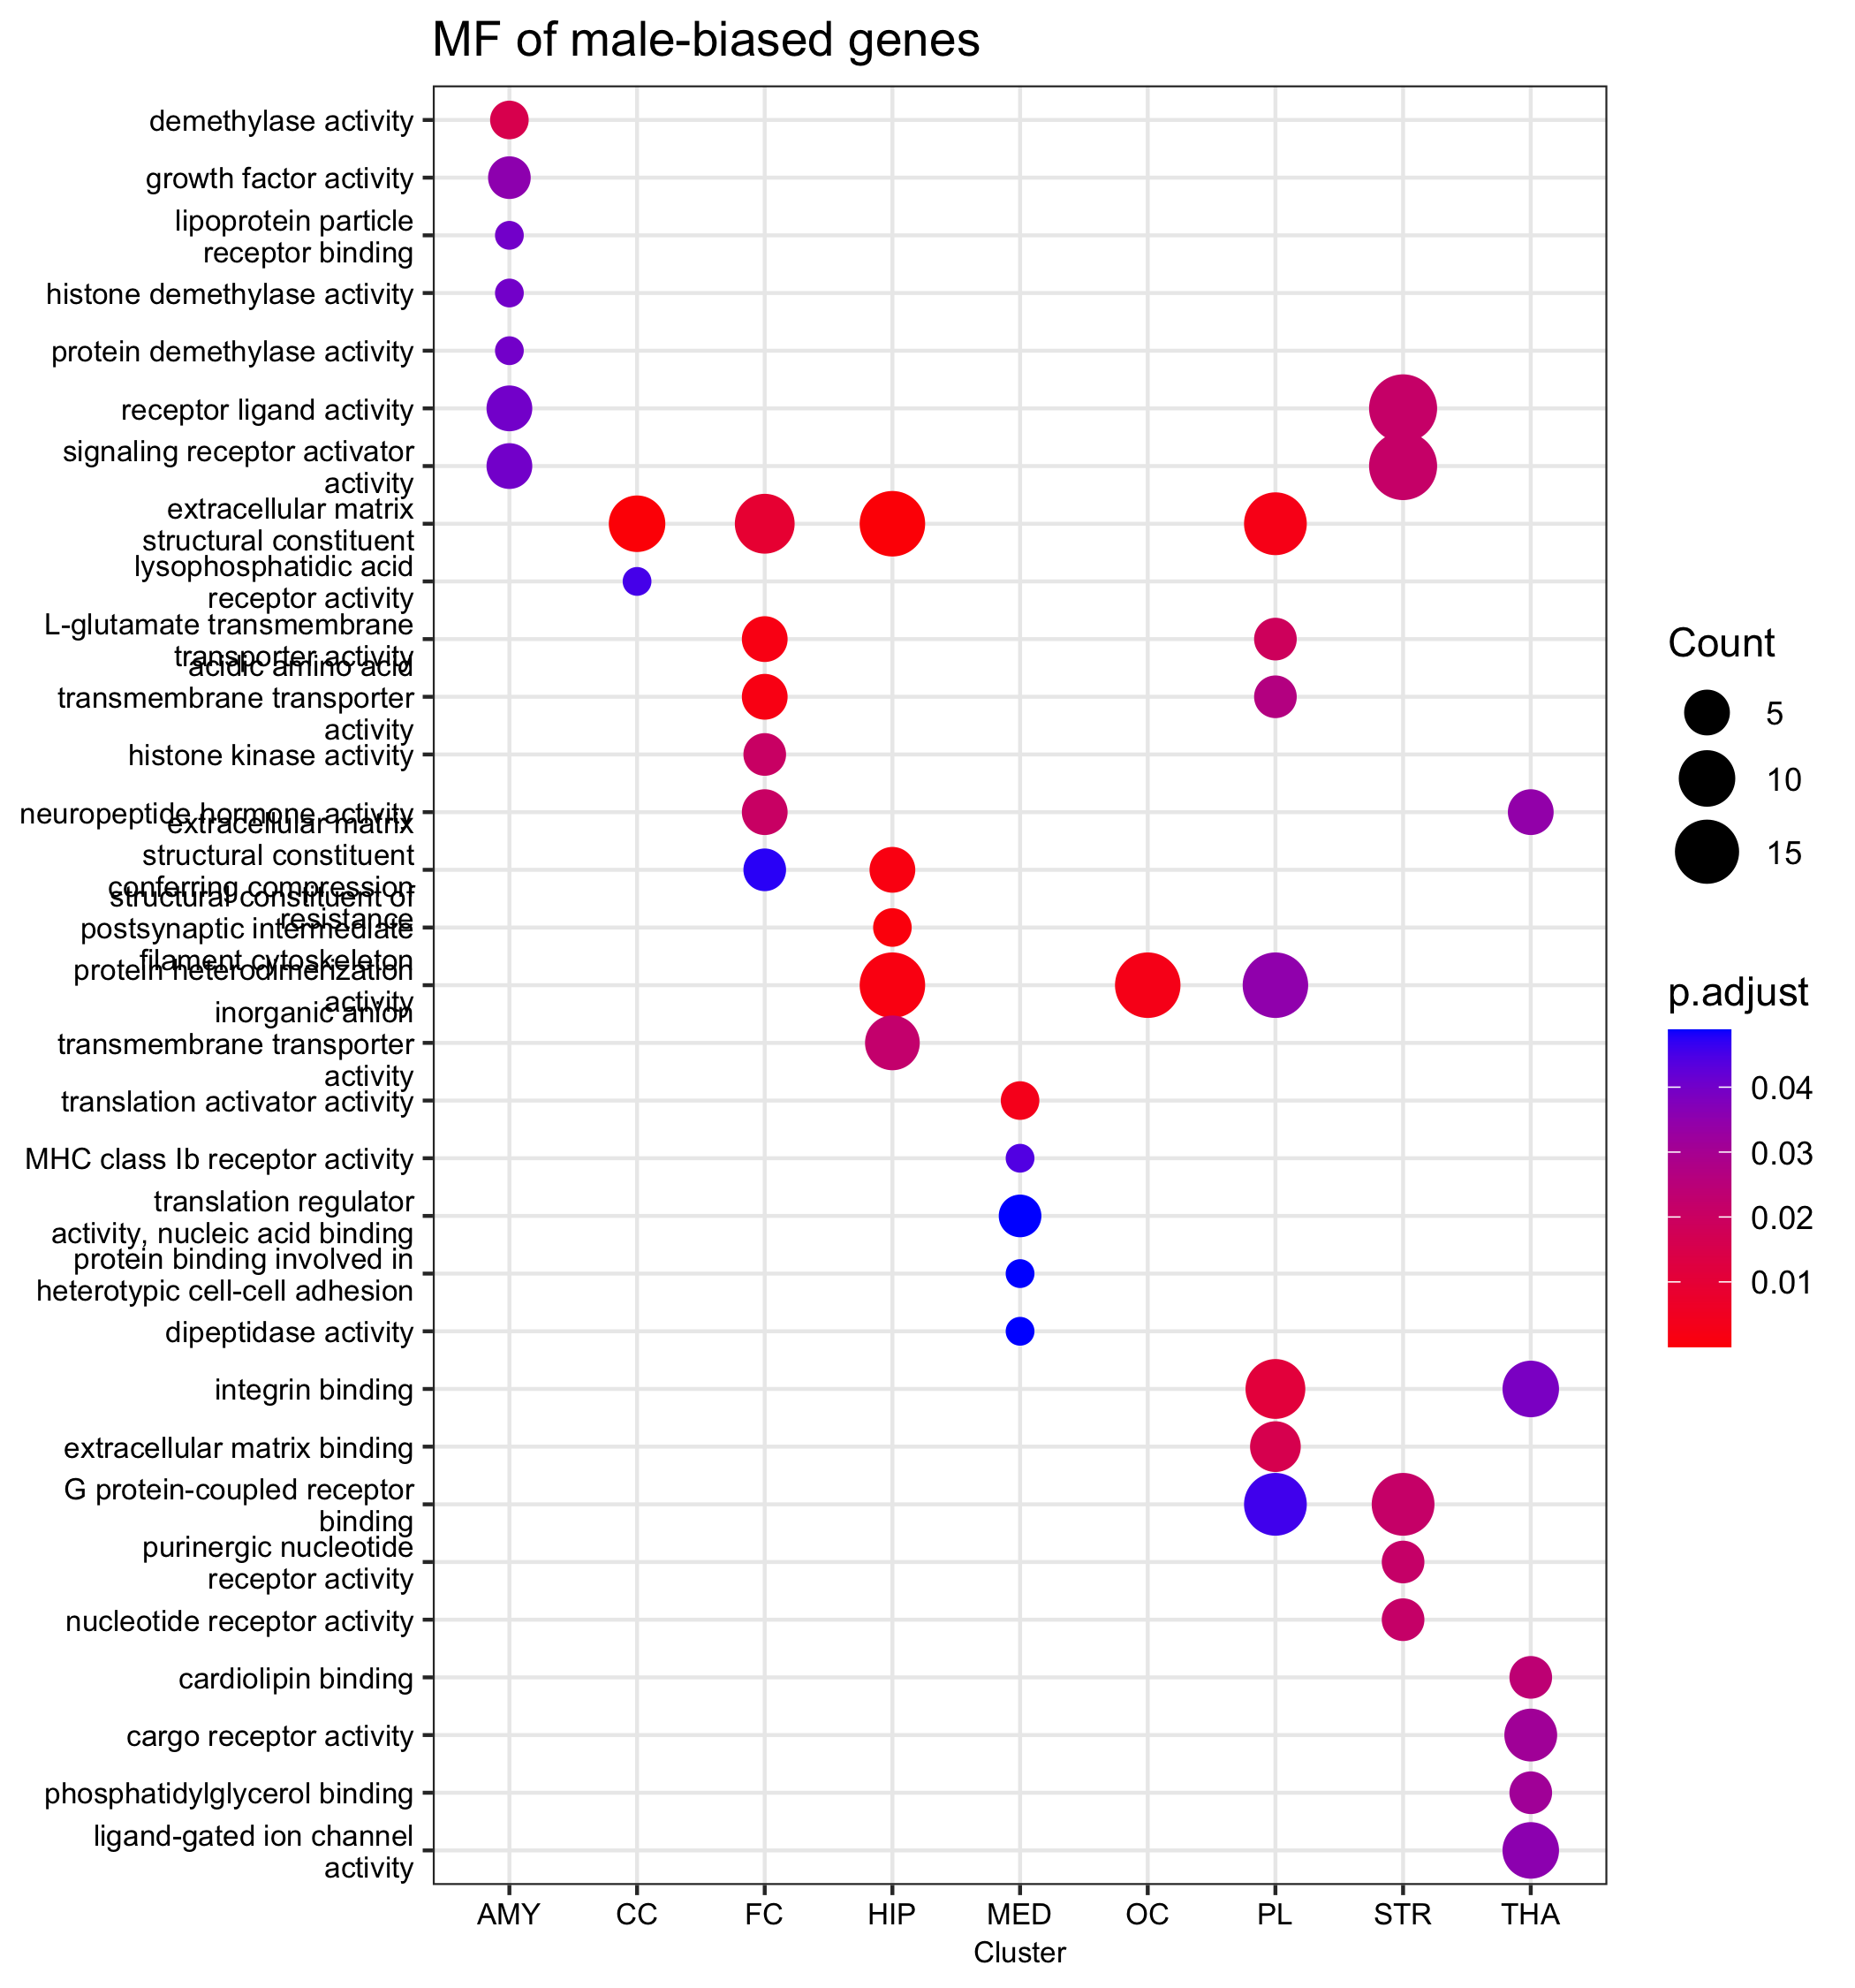 MF of male-biased genes
demethylase activity
growth factor activity
lipoprotein particle
receptor binding
histone demethylase activity
protein demethylase activity
receptor ligand activity
signaling receptor activator
activity
extracellular matrix
structural constituent
lysophosphatidic acid
receptor activity
L-glutamate transmembrane
transporter activity
acidic amino acid
transmembrane transporter
activity
histone kinase activity
neuropeptide hormone activity
extracellular matrix
structural constituent
conferring compression
resistance
structural constituent of
postsynaptic intermediate
filament cytoskeleton
protein heterodimerization
activity
inorganic anion
transmembrane transporter
activity
translation activator activity
MHC class Ib receptor activity
translation regulator
activity, nucleic acid binding
protein binding involved in
heterotypic cell-cell adhesion
dipeptidase activity
integrin binding
extracellular matrix binding
G protein-coupled receptor
binding
purinergic nucleotide
receptor activity
nucleotide receptor activity
cardiolipin binding
cargo receptor activity
phosphatidylglycerol binding
ligand-gated ion channel
activity
AMY CC FC HIP MED OC PL STR THA
Cluster
Count
5
10
15
p.adjust
0.04
0.03
0.02
0.01